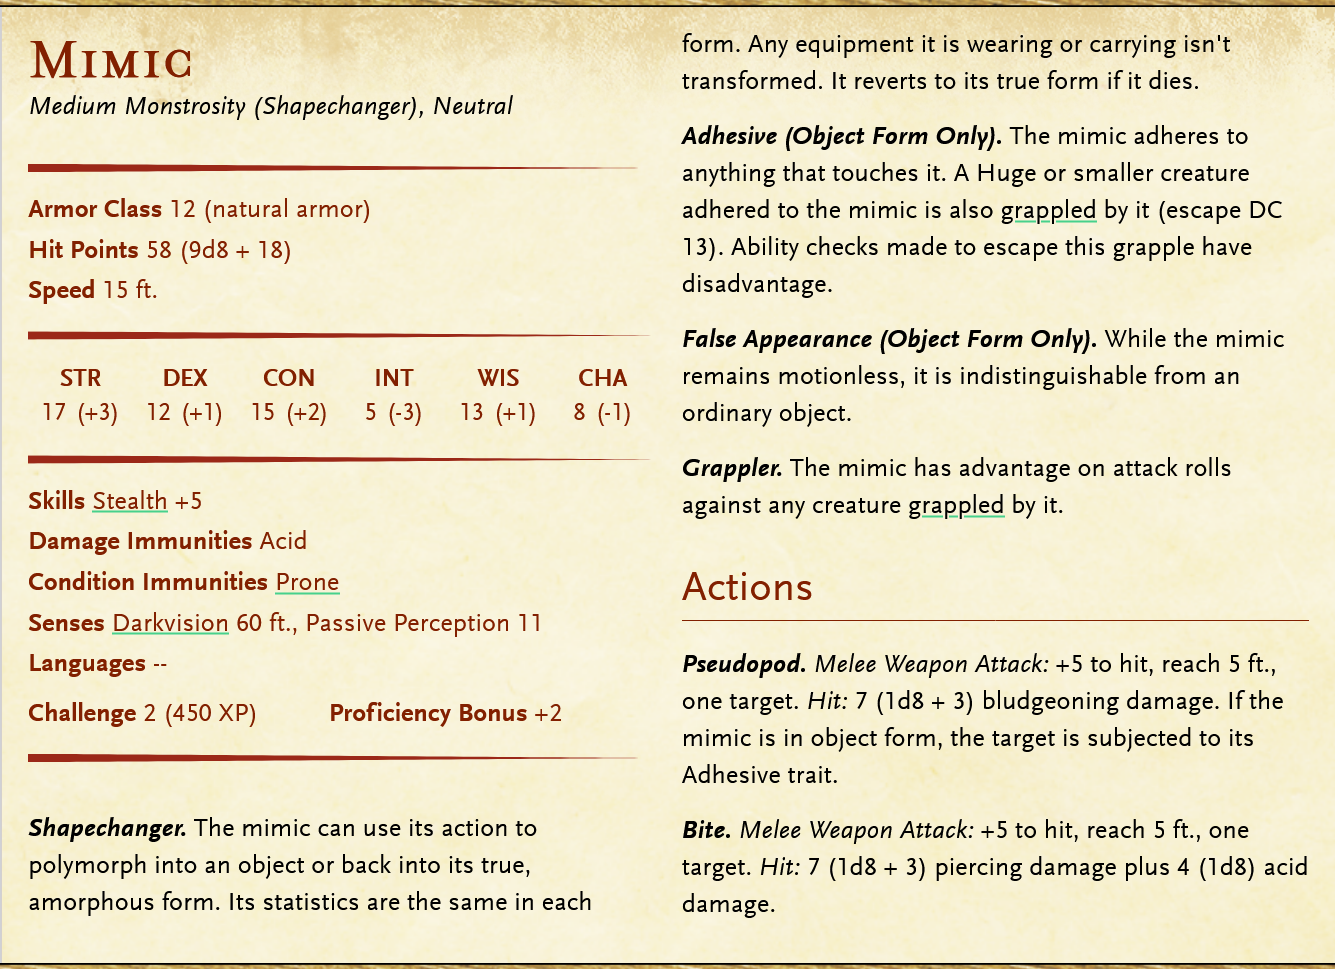 Mimic
Medium Monstrosity (Shapechanger), Neutral
Armor Class 12 (natural armor)
Hit Points 58 (9d8 + 18)
Speed 15 ft.
STR DEX CON INT WIS CHA
17 (+3) 12 (+1) 15 (+2) 5 (-3) 13 (+1) 8 (-1)
Skills Stealth +5
Damage Immunities Acid
Condition Immunities Prone
Senses Darkvision 60 ft., Passive Perception 11
Languages --
Challenge 2 (450 XP) Proficiency Bonus +2
Shapechanger. The mimic can use its action to
polymorph into an object or back into its true,
amorphous form. Its statistics are the same in each
form. Any equipment it is wearing or carrying isn't
transformed. It reverts to its true form if it dies.
Adhesive (Object Form Only). The mimic adheres to
anything that touches it. A Huge or smaller creature
adhered to the mimic is also grappled by it (escape DC
13). Ability checks made to escape this grapple have
disadvantage.
False Appearance (Object Form Only). While the mimic
remains motionless, it is indistinguishable from an
ordinary object.
Grappler. The mimic has advantage on attack rolls
against any creature grappled by it.
Actions
Pseudopod. Melee Weapon Attack: +5 to hit, reach 5 ft.,
one target. Hit: 7 (1d8 + 3) bludgeoning damage. If the
mimic is in object form, the target is subjected to its
Adhesive trait.
Bite. Melee Weapon Attack: +5 to hit, reach 5 ft., one
target. Hit: 7 (1d8 + 3) piercing damage plus 4 (1d8) acid
damage.